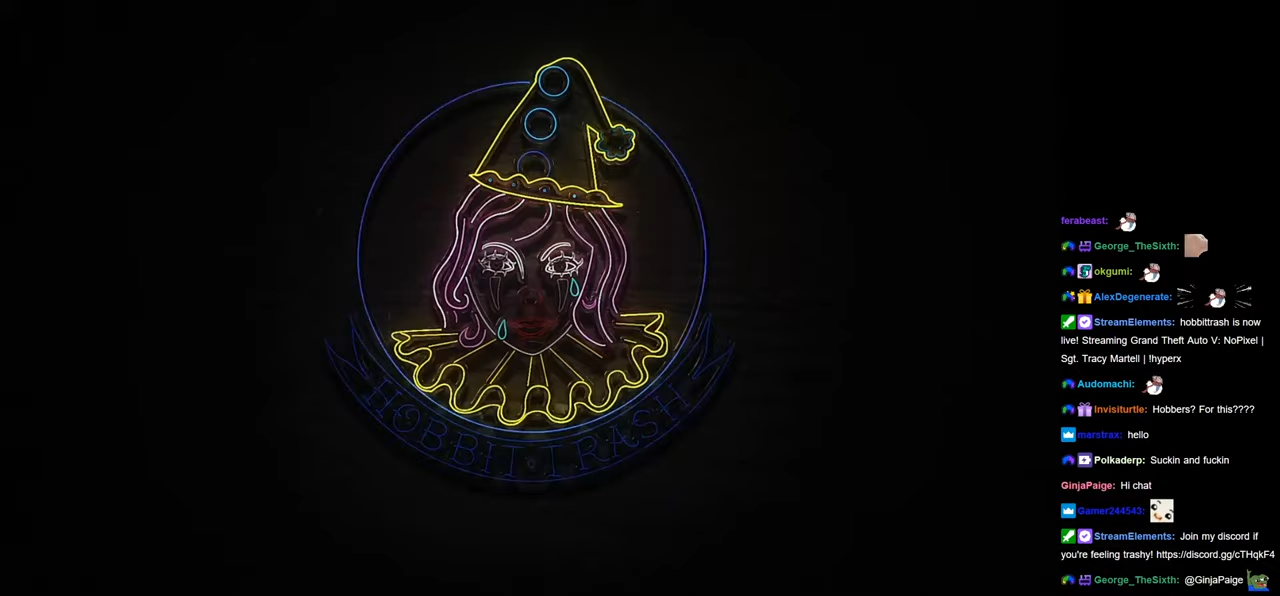 HOBBIT TRASH
ferabeast:
George_TheSixth:
okgumi:
AlexDegenerate:
StreamElements: hobbittrash is now
live! Streaming Grand Theft Auto V: NoPixel |
Sgt. Tracy Martell | !hyperx
Audomachi:
Invisiturtle: Hobbers? For this????
marstrax: hello
Polkaderp: Suckin and fuckin
GinjaPaige: Hi chat
Gamer244543:
StreamElements: Join my discord if
you're feeling trashy! https://discord.gg/cTHqkF4
George_TheSixth: @GinjaPaige